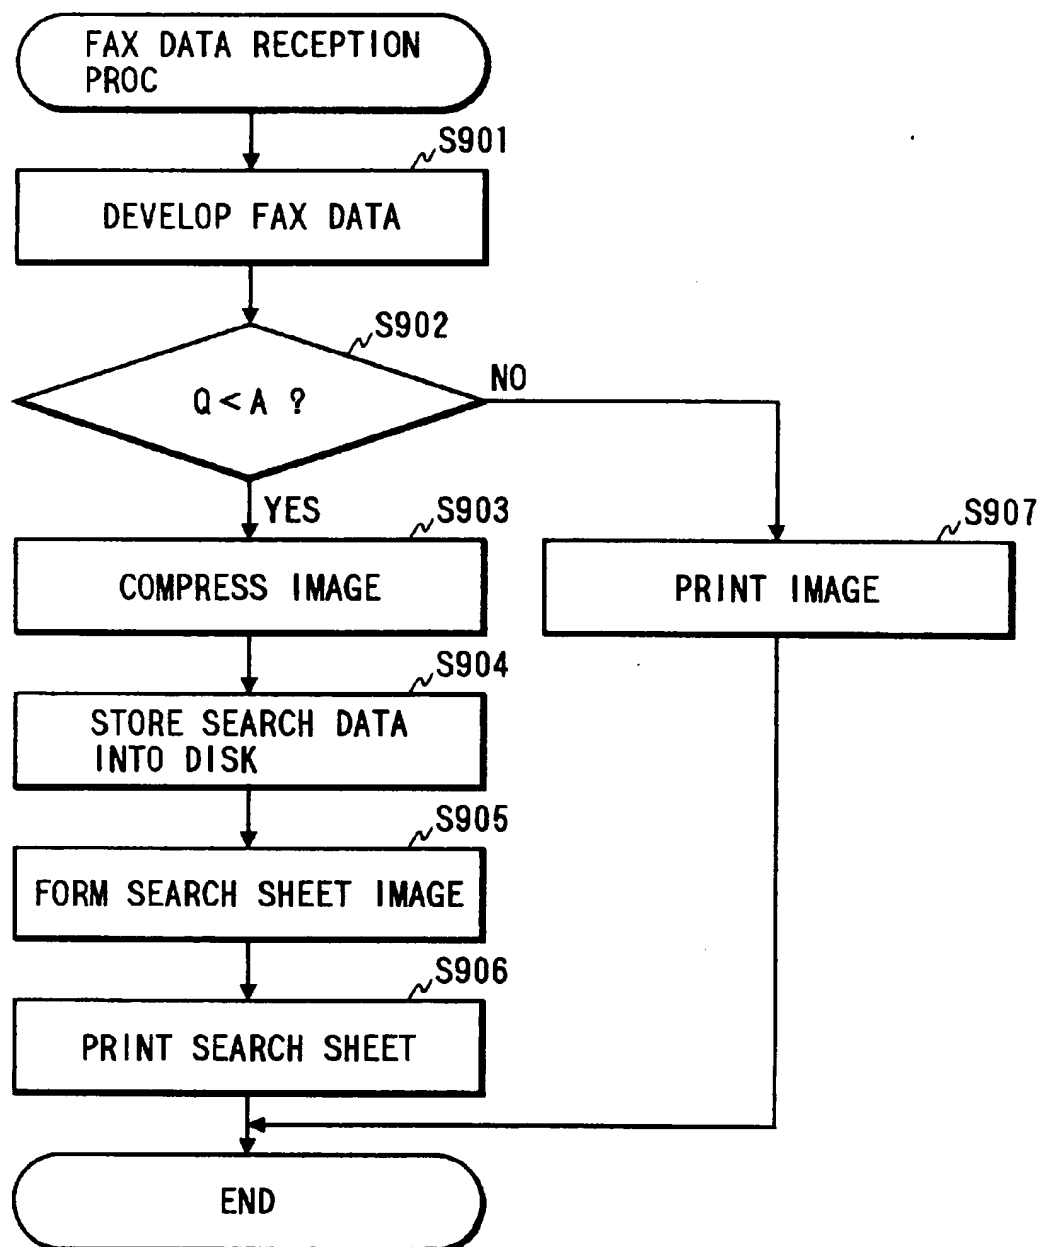 FAX DATA RECEPTION
PROC
S901
DEVELOP FAX DATA
S902
Q<A ?
NO
YES
S903
COMPRESS IMAGE
S907
PRINT IMAGE
S904
STORE SEARCH DATA
INTO DISK
S905
FORM SEARCH SHEET IMAGE
S906
PRINT SEARCH SHEET
END